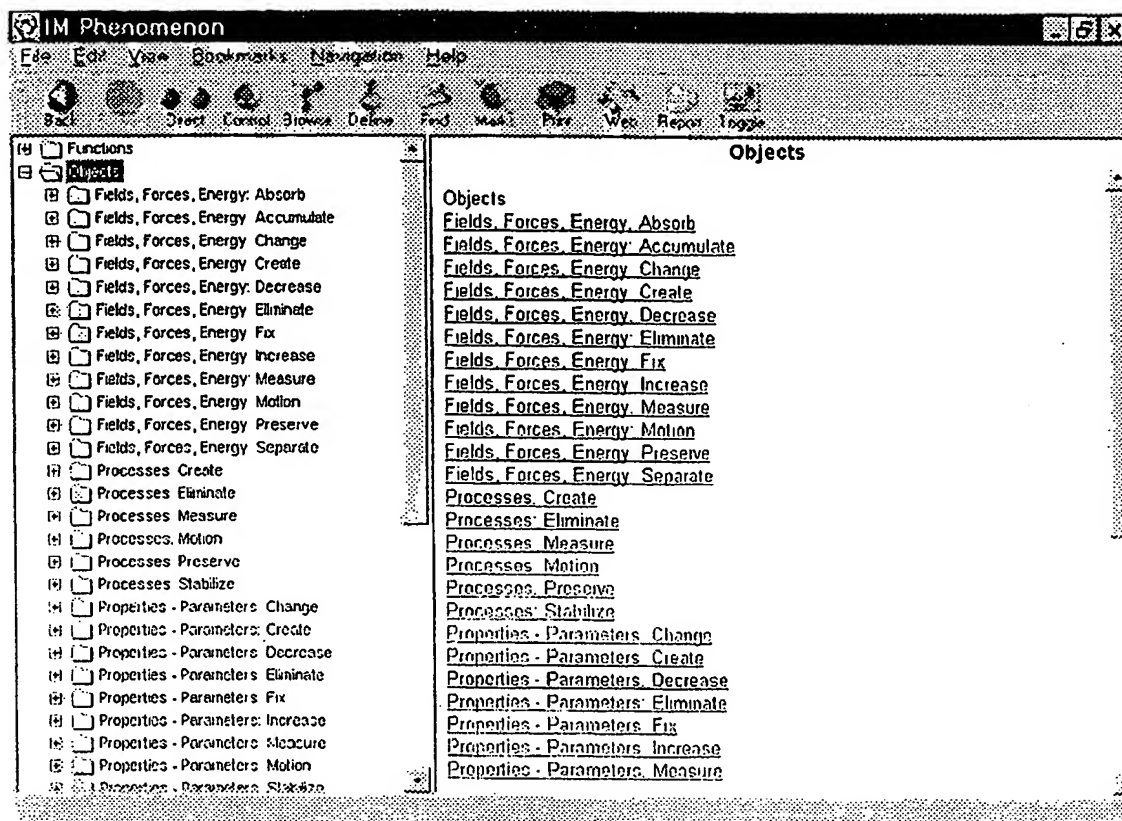 IM Phenomenon
File Edit View Bookmarks Navigation Help
Back Direct Control Browse Define Find Mark! Print Web Report Toggle
Functions
Objects
Fields, Forces, Energy: Absorb
Fields, Forces, Energy Accumulate
Fields, Forces, Energy Change
Fields, Forces, Energy Create
Fields, Forces, Energy: Decrease
Fields, Forces, Energy Eliminate
Fields, Forces, Energy Fix
Fields, Forces, Energy Increase
Fields, Forces, Energy: Measure
Fields, Forces, Energy Motion
Fields, Forces, Energy Preserve
Fields, Forces, Energy Separate
Processes Create
Processes Eliminate
Processes Measure
Processes. Motion
Processes Preserve
Processes Stabilize
Properties - Parameters Change
Properties - Parameters: Create
Properties - Parameters Decrease
Properties - Parameters Eliminate
Properties - Parameters Fix
Properties - Parameters: Increase
Properties - Parameters Measure
Properties - Parameters Motion
Properties - Parameters Stabilize
Objects
Objects
Fields, Forces, Energy. Absorb
Fields, Forces, Energy: Accumulate
Fields, Forces, Energy Change
Fields, Forces, Energy Create
Fields, Forces, Energy. Decrease
Fields, Forces, Energy: Eliminate
Fields, Forces, Energy Fix
Fields, Forces, Energy Increase
Fields, Forces, Energy. Measure
Fields, Forces, Energy: Motion
Fields, Forces, Energy Preserve
Fields, Forces, Energy Separate
Processes. Create
Processes: Eliminate
Processes Measure
Processes Motion
Processes. Preserve
Processes: Stabilize
Properties - Parameters Change
Properties - Parameters Create
Properties - Parameters. Decrease
Properties - Parameters: Eliminate
Properties - Parameters Fix
Properties - Parameters Increase
Properties - Parameters. Measure